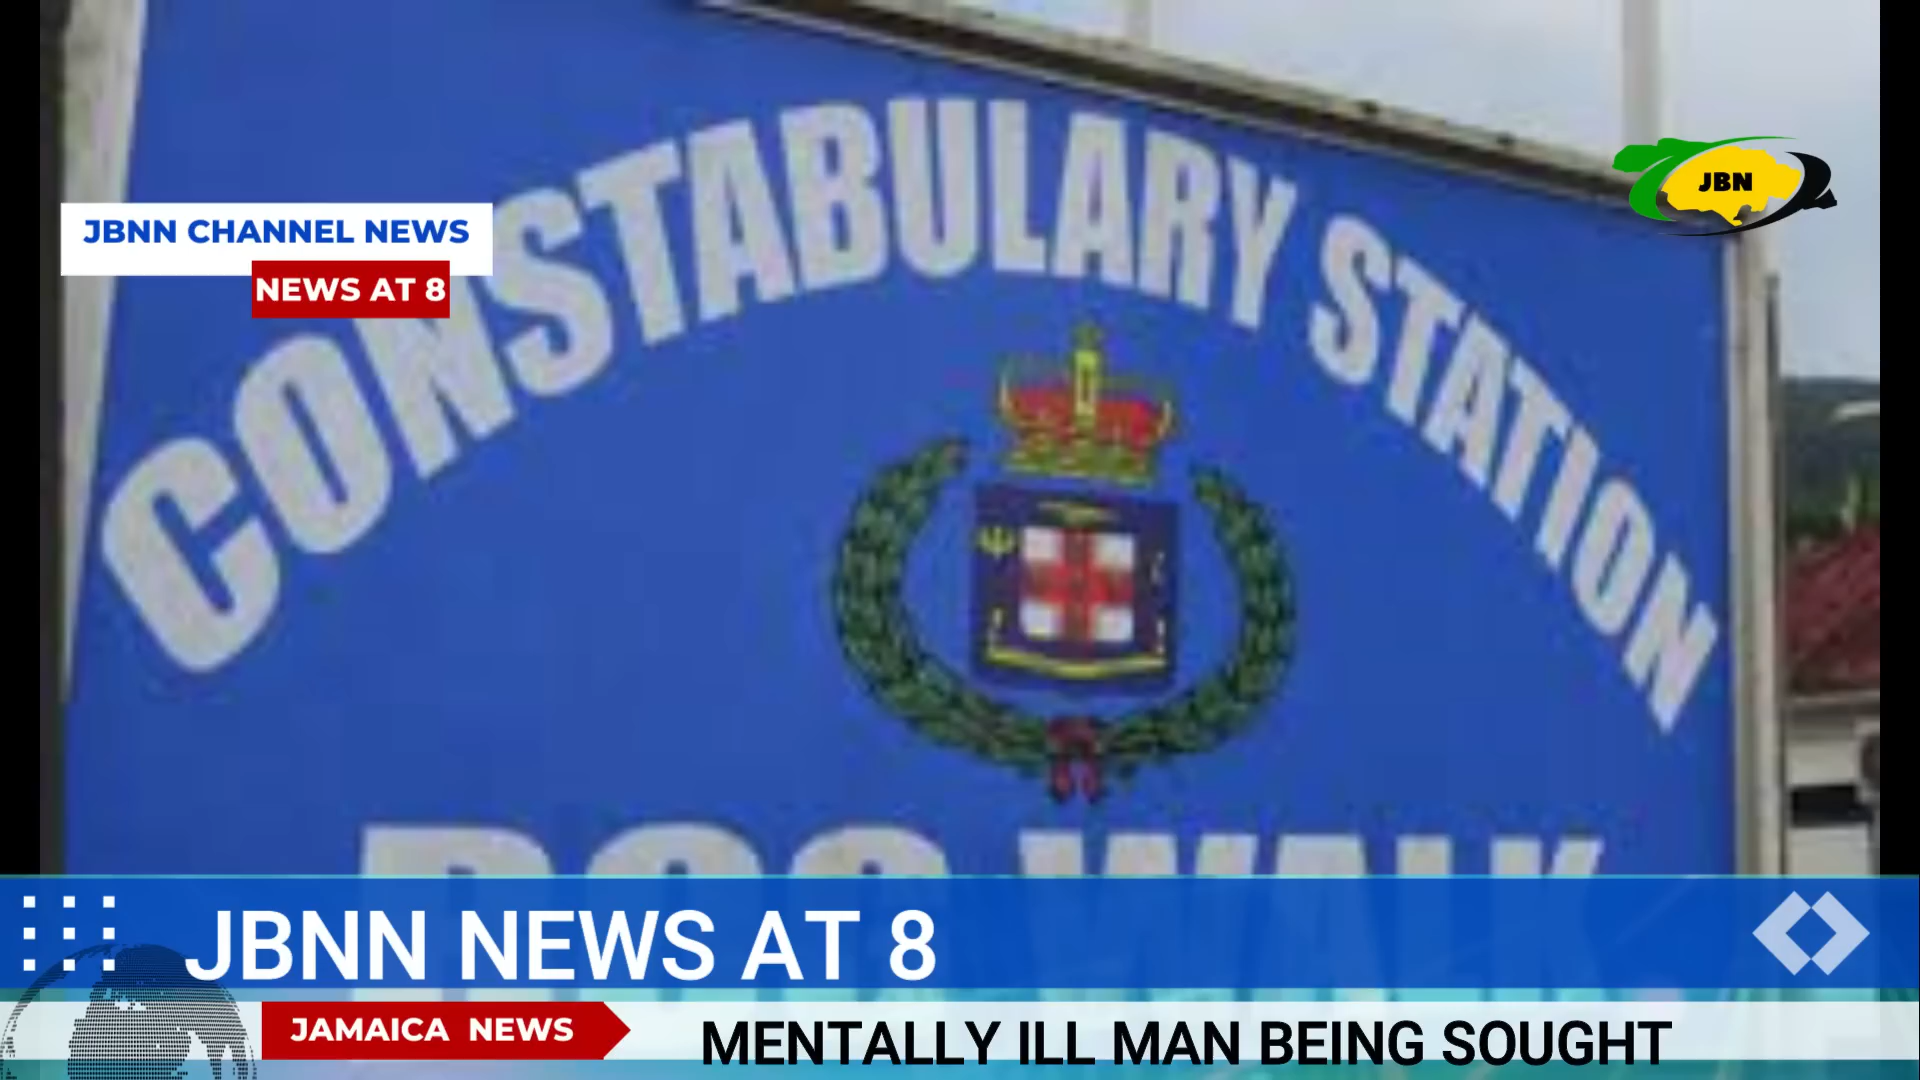 CONSTABULARY STATION
JBN
JBNN CHANNEL NEWS
NEWS AT 8
WALK
JBNN NEWS AT 8
JAMAICA NEWS
MENTALLY ILL MAN BEING SOUGHT